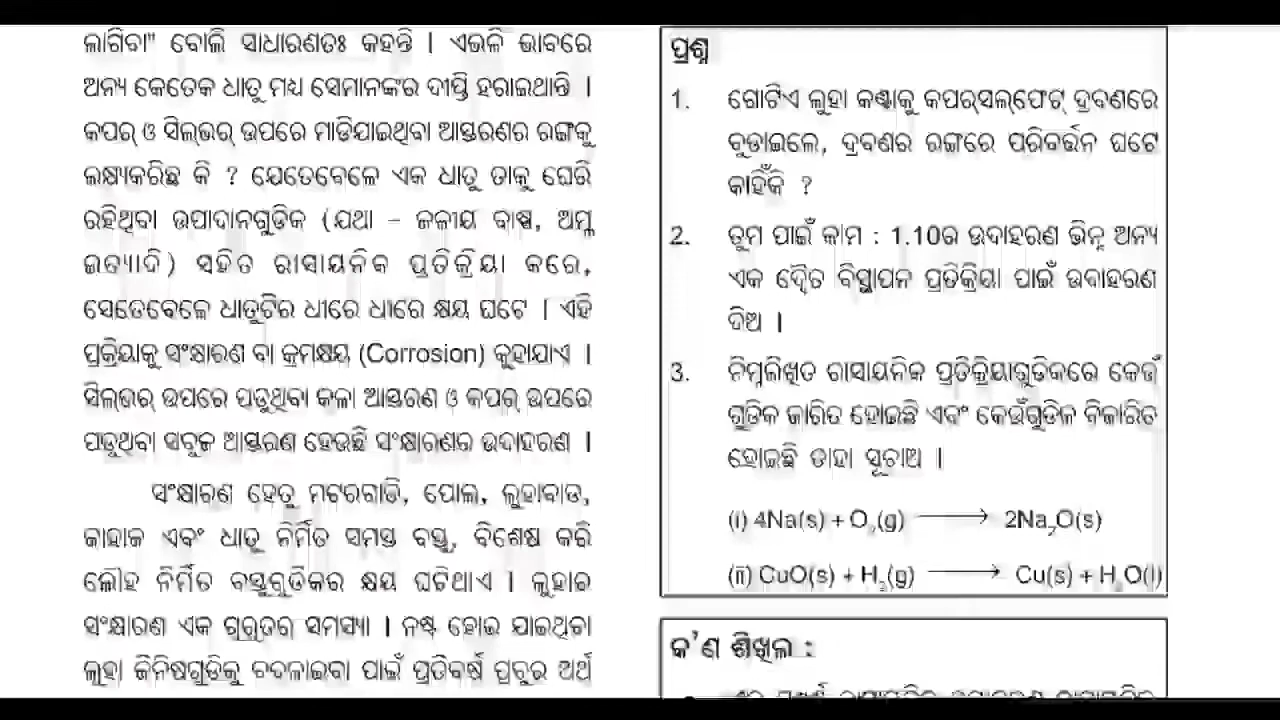 ଲାଗିବା" ବୋଲି ସାଧାରଣତଃ କହନ୍ତି । ଏଭଳି ଭାବରେ
ଅନ୍ୟ କେତେକ ଧାତୁ ମଧ୍ୟ ସେମାନଙ୍କର ଦୀପ୍ତି ହରାଇଥାନ୍ତି ।
କପର୍ ଓ ସିଲ୍‌ଭର୍ ଉପରେ ମାଡିଯାଇଥିବା ଆସ୍ତରଣର ରଙ୍ଗକୁ
ଲକ୍ଷ୍ୟକରିଛ କି ? ଯେତେବେଳେ ଏକ ଧାତୁ ତାକୁ ଘେରି
ରହିଥିବା ଉପାଦାନଗୁଡିକ (ଯଥା – ଜଳୀୟ ବାଷ୍ପ, ଅମ୍ଳ
ଇତ୍ୟାଦି) ସହିତ ରାସାୟନିକ ପ୍ରତିକ୍ରିୟା କରେ,
ସେତେବେଳେ ଧାତୁଟିର ଧୀରେ ଧୀରେ କ୍ଷୟ ଘଟେ । ଏହି
ପ୍ରକ୍ରିୟାକୁ ସଂକ୍ଷାରଣ ବା କ୍ରମକ୍ଷୟ (Corrosion) କୁହାଯାଏ ।
ସିଲ୍‌ଭର୍ ଉପରେ ପଡୁଥିବା କଳା ଆସ୍ତରଣ ଓ କପର୍ ଉପରେ
ପଡୁଥିବା ସବୁଜ ଆସ୍ତରଣ ହେଉଛି ସଂକ୍ଷାରଣର ଉଦାହରଣ ।
ସଂକ୍ଷାରଣ ହେତୁ ମଟରଗାଡି, ପୋଲ, ଲୁହାବାଡ,
ଜାହାଜ ଏବଂ ଧାତୁ ନିର୍ମିତ ସମସ୍ତ ବସ୍ତୁ, ବିଶେଷ କରି
ଲୌହ ନିର୍ମିତ ବସ୍ତୁଗୁଡିକର କ୍ଷୟ ଘଟିଥାଏ । ଲୁହାର
ସଂକ୍ଷାରଣ ଏକ ଗୁରୁତର ସମସ୍ୟା । ନଷ୍ଟ ହୋଇ ଯାଇଥିବା
ଲୁହା ଜିନିଷଗୁଡିକୁ ବଦଳାଇବା ପାଇଁ ପ୍ରତିବର୍ଷ ପ୍ରଚୁର ଅର୍ଥ
ପ୍ରଶ୍ନ
1. ଗୋଟିଏ ଲୁହା କଣ୍ଟାକୁ କପର୍‌ସଲ୍‌ଫେଟ୍ ଦ୍ରବଣରେ
ବୁଡାଇଲେ, ଦ୍ରବଣର ରଙ୍ଗରେ ପରିବର୍ତ୍ତନ ଘଟେ
କାହିଁକି ?
2. ତୁମ ପାଇଁ କାମ : 1.10ର ଉଦାହରଣ ଭିନ୍ନ ଅନ୍ୟ
ଏକ ଦ୍ୱୈତ ବିସ୍ଥାପନ ପ୍ରତିକ୍ରିୟା ପାଇଁ ଉଦାହରଣ
ଦିଅ ।
3. ନିମ୍ନଲିଖିତ ରାସାୟନିକ ପ୍ରତିକ୍ରିୟାଗୁଡିକରେ କେଉଁ
ଗୁଡିକ ଜାରିତ ହୋଇଛି ଏବଂ କେଉଁଗୁଡିକ ବିଜାରିତ
ହୋଇଛି ତାହା ସୂଚାଅ ।
(i) 4Na(s) + O₂(g) ⟶ 2Na₂O(s)
(ii) CuO(s) + H₂(g) ⟶ Cu(s) + H₂O(l)
କ'ଣ ଶିଖିଲ :